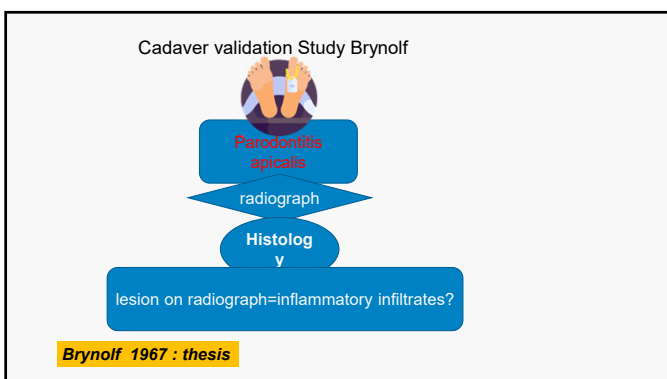 Cadaver validation Study Brynolf
Parodontitis
apicalis
radiograph
Histolog
y
lesion on radiograph=inflammatory infiltrates?
Brynolf 1967 : thesis